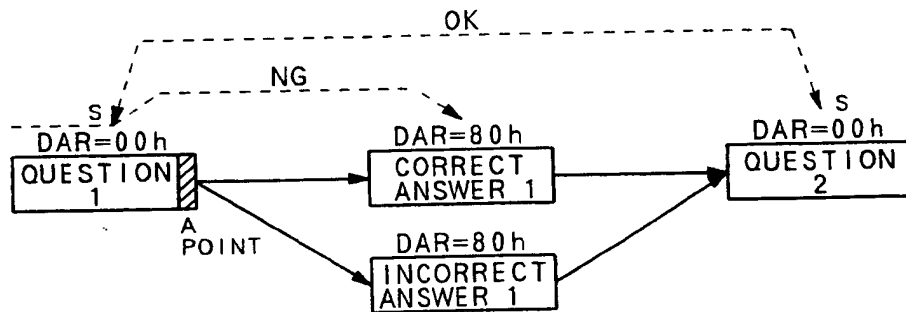 OK
NG
S
S
DAR=00h
DAR=80h
DAR=00h
QUESTION
1
CORRECT
ANSWER 1
QUESTION
2
A
POINT
DAR=80h
INCORRECT
ANSWER 1